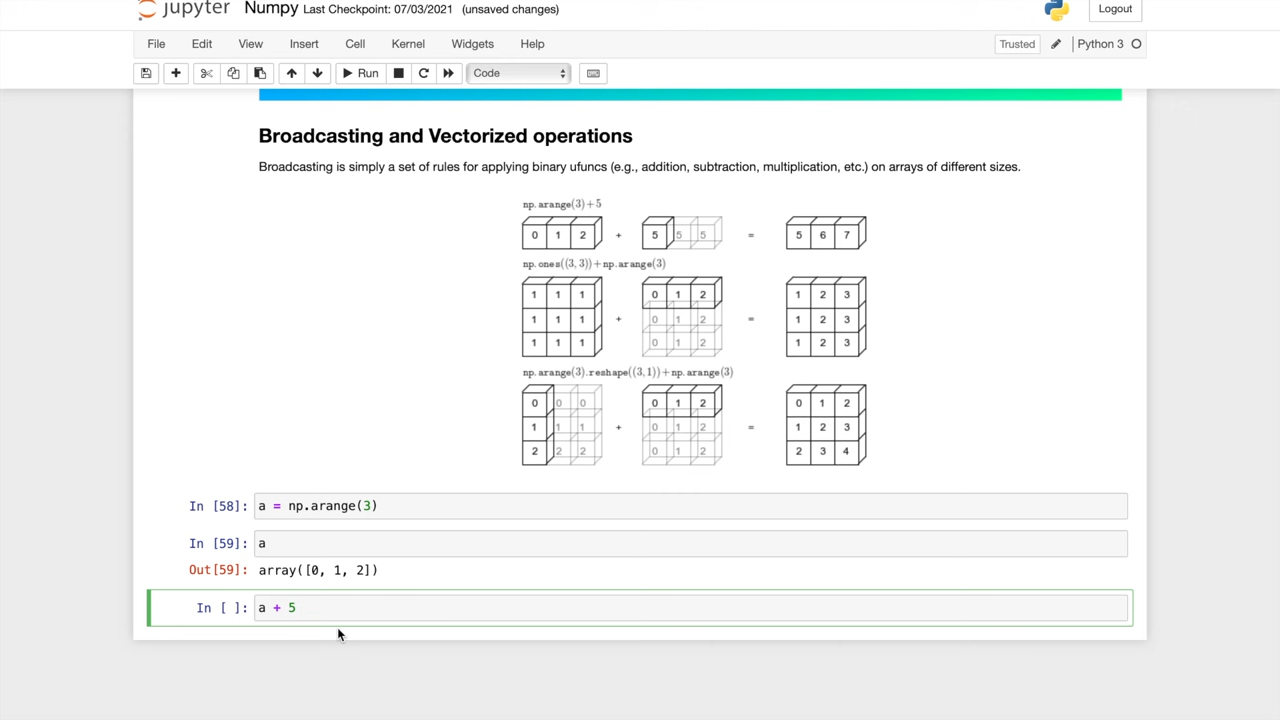 jupyter Numpy Last Checkpoint: 07/03/2021 (unsaved changes) Logout
File Edit View Insert Cell Kernel Widgets Help Trusted Python 3
Run Code
Broadcasting and Vectorized operations
Broadcasting is simply a set of rules for applying binary ufuncs (e.g., addition, subtraction, multiplication, etc.) on arrays of different sizes.
np.arange(3)+5
0 1 2 + 5 5 5 = 5 6 7
np.ones((3,3))+np.arange(3)
1 1 1 0 1 2 1 2 3
1 1 1 + 0 1 2 = 1 2 3
1 1 1 0 1 2 1 2 3
np.arange(3).reshape((3,1))+np.arange(3)
0 0 0 0 1 2 0 1 2
1 1 1 + 0 1 2 = 1 2 3
2 2 2 0 1 2 2 3 4
In [58]: a = np.arange(3)
In [59]: a
Out[59]: array([0, 1, 2])
In [ ]: a + 5